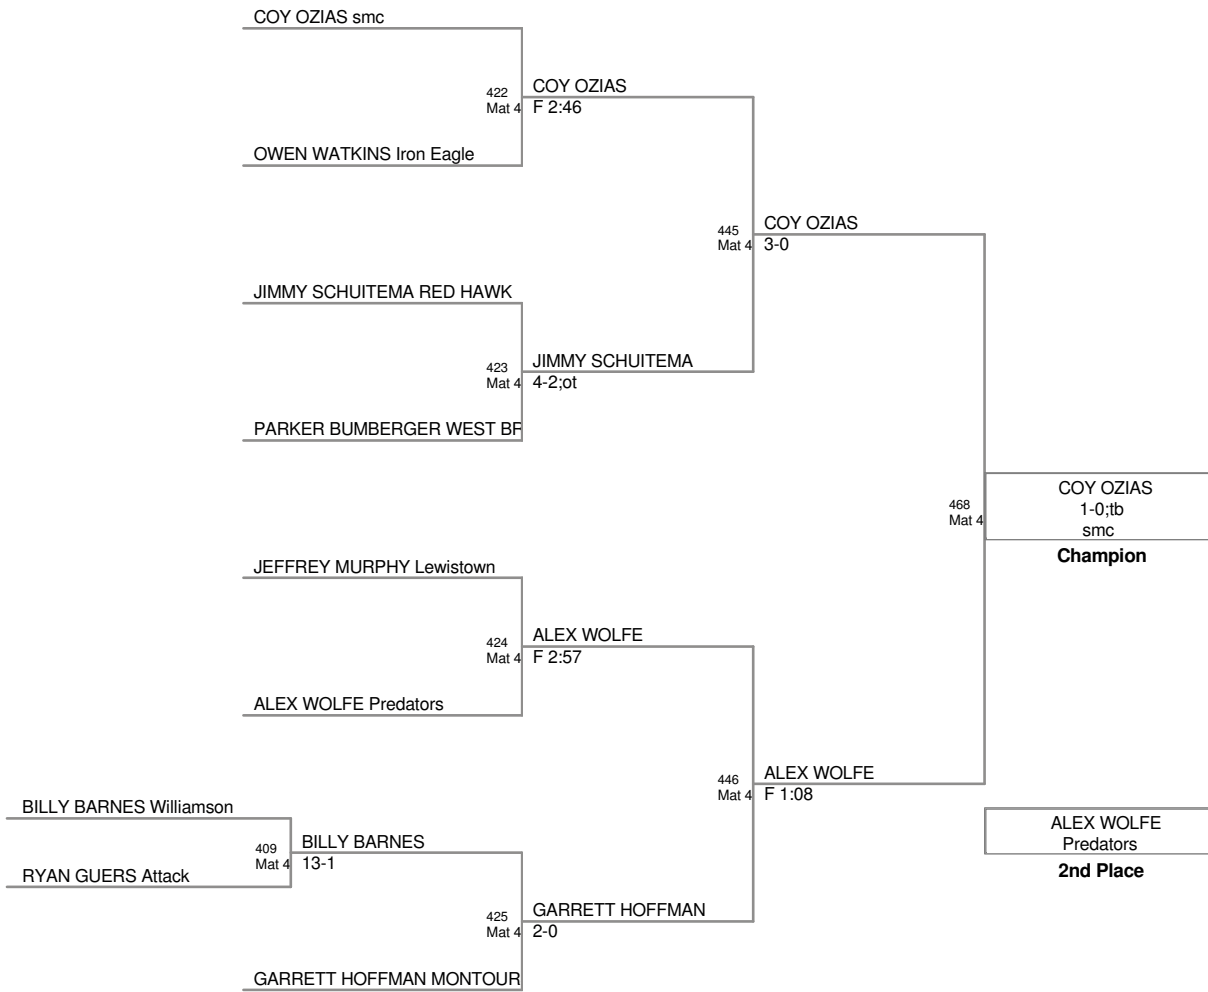 COY OZIAS smc
422
Mat 4
COY OZIAS
F 2:46
OWEN WATKINS Iron Eagle
445
Mat 4
COY OZIAS
3-0
JIMMY SCHUITEMA RED HAWK
423
Mat 4
JIMMY SCHUITEMA
4-2;ot
PARKER BUMBERGER WEST BR
468
Mat 4
COY OZIAS
1-0;tb
smc
Champion
JEFFREY MURPHY Lewistown
424
Mat 4
ALEX WOLFE
F 2:57
ALEX WOLFE Predators
446
Mat 4
ALEX WOLFE
F 1:08
BILLY BARNES Williamson
409
Mat 4
BILLY BARNES
13-1
RYAN GUERS Attack
ALEX WOLFE
Predators
2nd Place
425
Mat 4
GARRETT HOFFMAN
2-0
GARRETT HOFFMAN MONTOUR